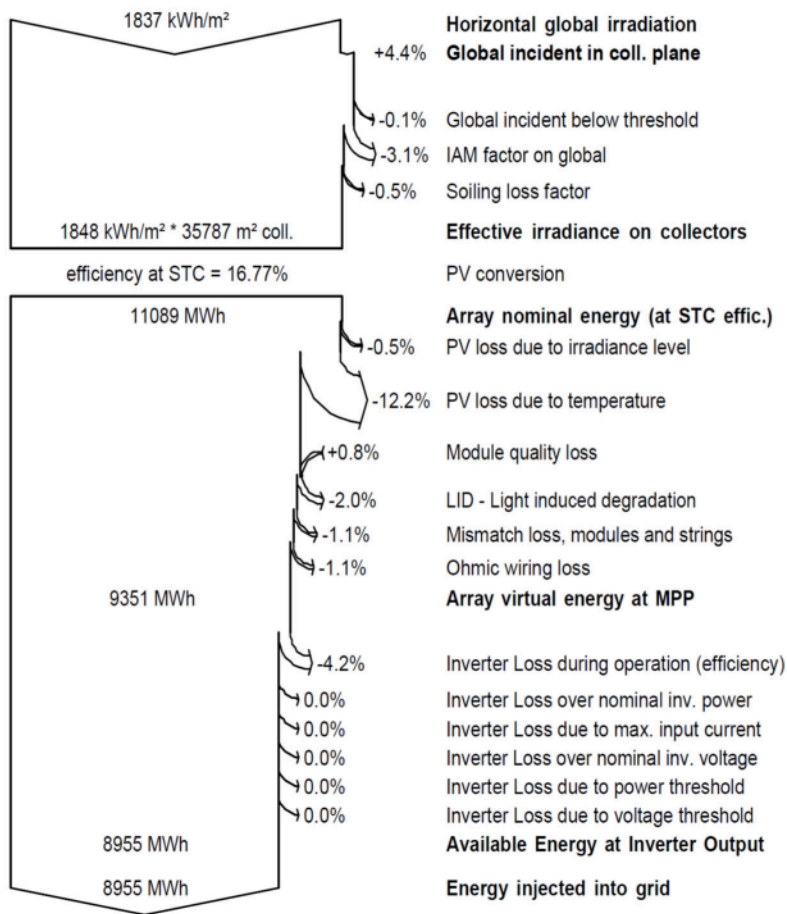 1837 kWh/m² Horizontal global irradiation
+4.4% Global incident in coll. plane
-0.1% Global incident below threshold
-3.1% IAM factor on global
-0.5% Soiling loss factor
1848 kWh/m² * 35787 m² coll. Effective irradiance on collectors
efficiency at STC = 16.77% PV conversion
11089 MWh Array nominal energy (at STC effic.)
-0.5% PV loss due to irradiance level
-12.2% PV loss due to temperature
+0.8% Module quality loss
-2.0% LID - Light induced degradation
-1.1% Mismatch loss, modules and strings
-1.1% Ohmic wiring loss
9351 MWh Array virtual energy at MPP
-4.2% Inverter Loss during operation (efficiency)
0.0% Inverter Loss over nominal inv. power
0.0% Inverter Loss due to max. input current
0.0% Inverter Loss over nominal inv. voltage
0.0% Inverter Loss due to power threshold
0.0% Inverter Loss due to voltage threshold
8955 MWh Available Energy at Inverter Output
8955 MWh Energy injected into grid